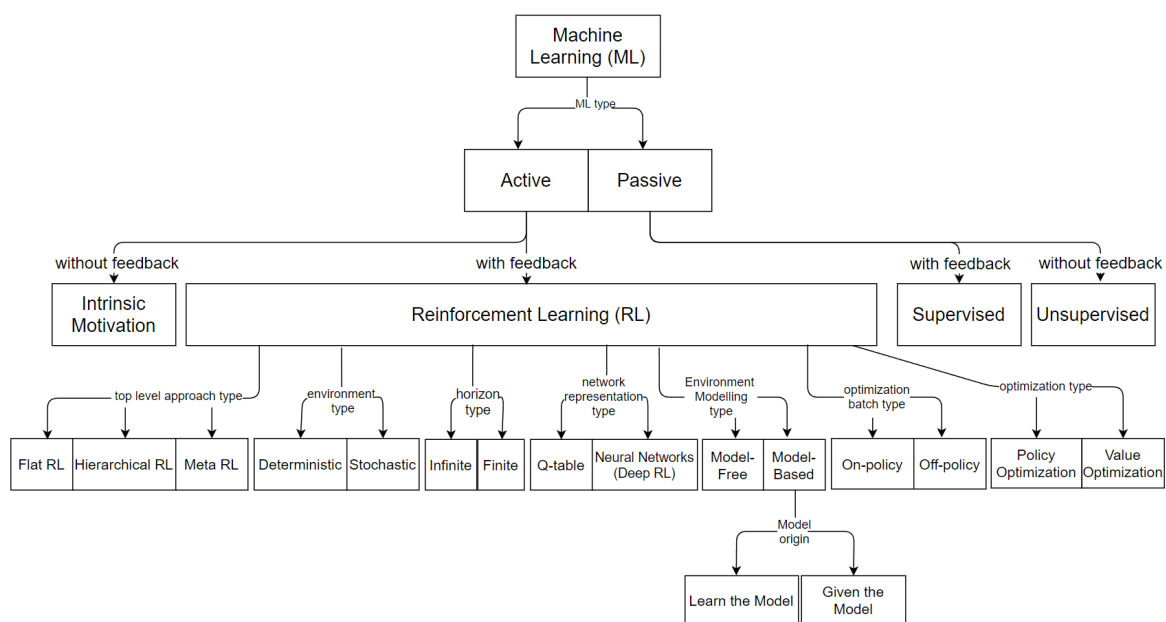 Machine
Learning (ML)
ML type
Active
Passive
without feedback
with feedback
with feedback
without feedback
Intrinsic
Motivation
Reinforcement Learning (RL)
Supervised
Unsupervised
top level approach type
environment
type
horizon
type
network
representation
type
Environment
Modelling
type
optimization
batch type
optimization type
Flat RL
Hierarchical RL
Meta RL
Deterministic
Stochastic
Infinite
Finite
Q-table
Neural Networks
(Deep RL)
Model-
Free
Model-
Based
On-policy
Off-policy
Policy
Optimization
Value
Optimization
Model
origin
Learn the Model
Given the
Model